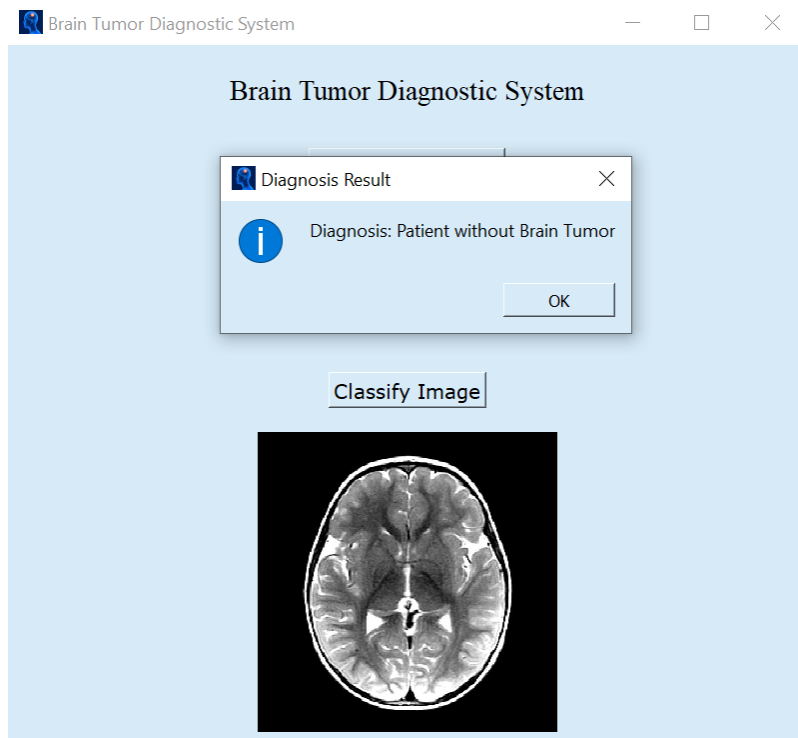 Brain Tumor Diagnostic System
Brain Tumor Diagnostic System
Diagnosis Result
Diagnosis: Patient without Brain Tumor
OK
Classify Image